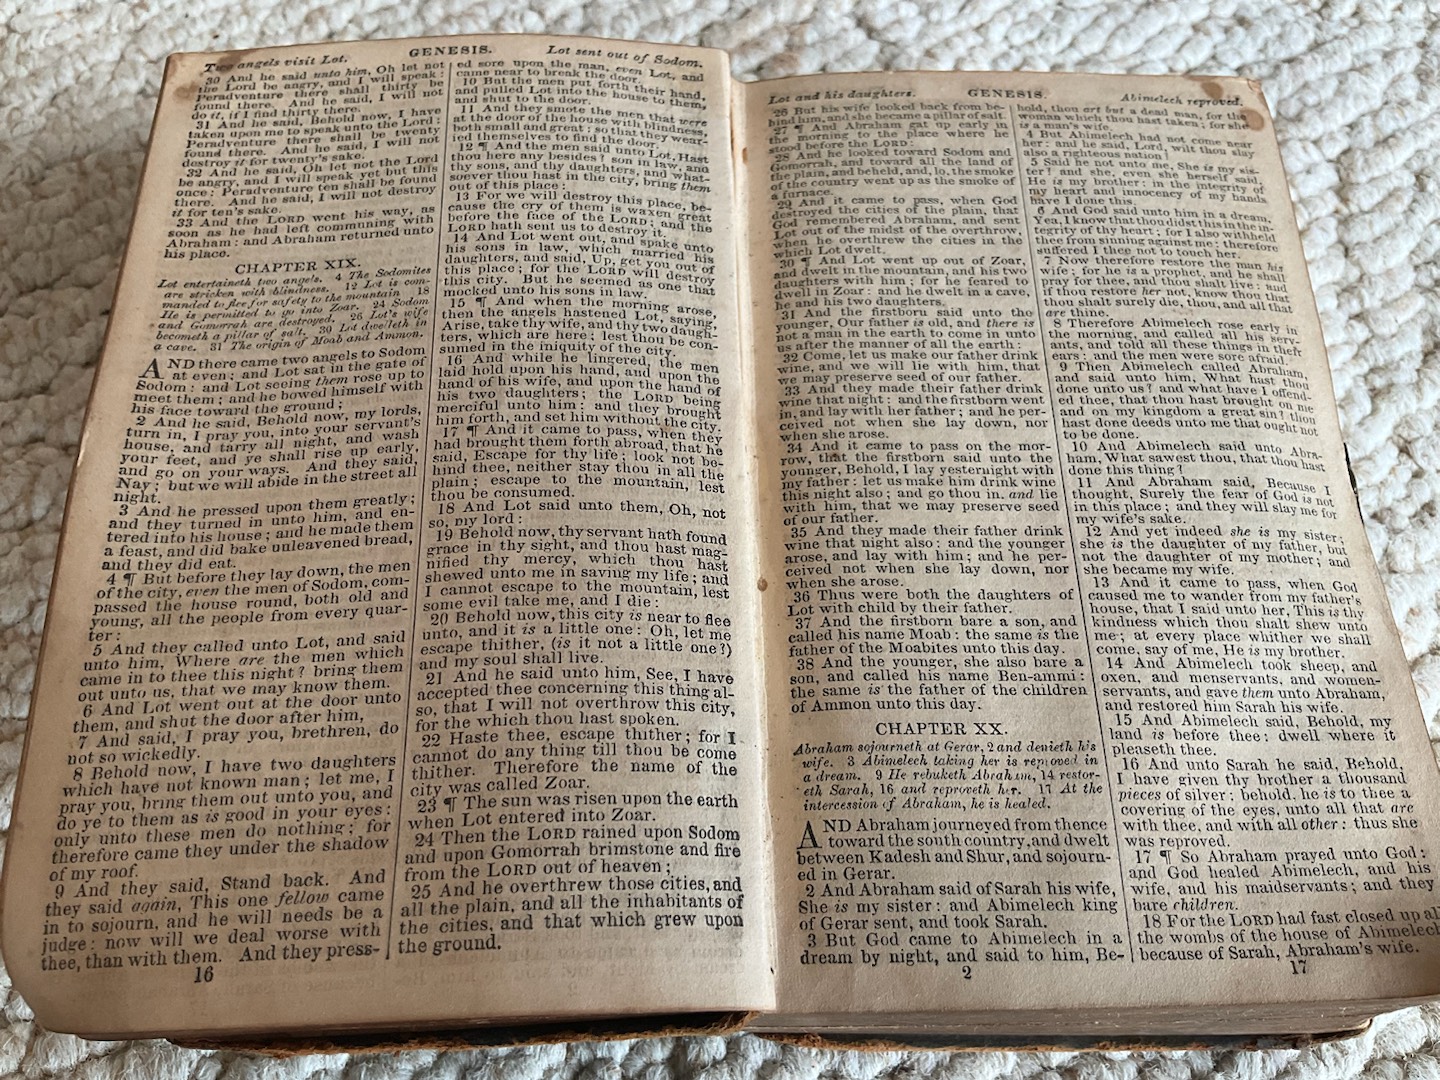 Two angels visit Lot.
GENESIS.
Lot sent out of Sodom.
30 And he said unto him, Oh let not
the Lord be angry, and I will speak:
Peradventure there shall thirty be
found there. And he said, I will not
do it, if I find thirty there.
31 And he said, Behold now, I have
taken upon me to speak unto the Lord:
Peradventure there shall be twenty
found there. And he said, I will not
destroy it for twenty's sake.
32 And he said, Oh let not the Lord
be angry, and I will speak yet but this
once; Peradventure ten shall be found
there. And he said, I will not destroy
it for ten's sake.
33 And the LORD went his way, as
soon as he had left communing with
Abraham: and Abraham returned unto
his place.
CHAPTER XIX.
Lot entertaineth two angels. 4 The Sodomites
are stricken with blindness. 12 Lot is com-
manded to flee for safety to the mountain 18
He is permitted to go into Zoar. 24 Sodom
and Gomorrah are destroyed. 26 Lot's wife
becometh a pillar of salt. 30 Lot dwelleth in
a cave. 31 The origin of Moab and Ammon.
AND there came two angels to Sodom
at even; and Lot sat in the gate of
Sodom: and Lot seeing them rose up to
meet them; and he bowed himself with
his face toward the ground;
2 And he said, Behold now, my lords,
turn in, I pray you, into your servant's
house, and tarry all night, and wash
your feet, and ye shall rise up early,
and go on your ways. And they said,
Nay; but we will abide in the street all
night.
3 And he pressed upon them greatly;
and they turned in unto him, and en-
tered into his house; and he made them
a feast, and did bake unleavened bread,
and they did eat.
4 ¶ But before they lay down, the men
of the city, even the men of Sodom, com-
passed the house round, both old and
young, all the people from every quar-
ter:
5 And they called unto Lot, and said
unto him, Where are the men which
came in to thee this night? bring them
out unto us, that we may know them.
6 And Lot went out at the door unto
them, and shut the door after him,
7 And said, I pray you, brethren, do
not so wickedly.
8 Behold now, I have two daughters
which have not known man; let me, I
pray you, bring them out unto you, and
do ye to them as is good in your eyes:
only unto these men do nothing; for
therefore came they under the shadow
of my roof.
9 And they said, Stand back. And
they said again, This one fellow came
in to sojourn, and he will needs be a
judge: now will we deal worse with
thee, than with them. And they press-
16
ed sore upon the man, even Lot, and
came near to break the door.
10 But the men put forth their hand,
and pulled Lot into the house to them,
and shut to the door.
11 And they smote the men that were
at the door of the house with blindness,
both small and great; so that they wear-
ied themselves to find the door.
12 ¶ And the men said unto Lot, Hast
thou here any besides? son in law, and
thy sons, and thy daughters, and what-
soever thou hast in the city, bring them
out of this place:
13 For we will destroy this place, be-
cause the cry of them is waxen great
before the face of the LORD; and the
LORD hath sent us to destroy it.
14 And Lot went out, and spake unto
his sons in law, which married his
daughters, and said, Up, get you out of
this place; for the LORD will destroy
this city. But he seemed as one that
mocked unto his sons in law.
15 ¶ And when the morning arose,
then the angels hastened Lot, saying,
Arise, take thy wife, and thy two daugh-
ters, which are here; lest thou be con-
sumed in the iniquity of the city.
16 And while he lingered, the men
laid hold upon his hand, and upon the
hand of his wife, and upon the hand of
his two daughters; the LORD being
merciful unto him: and they brought
him forth, and set him without the city.
17 ¶ And it came to pass, when they
had brought them forth abroad, that he
said, Escape for thy life; look not be-
hind thee, neither stay thou in all the
plain; escape to the mountain, lest
thou be consumed.
18 And Lot said unto them, Oh, not
so, my lord:
19 Behold now, thy servant hath found
grace in thy sight, and thou hast mag-
nified thy mercy, which thou hast
shewed unto me in saving my life; and
I cannot escape to the mountain, lest
some evil take me, and I die:
20 Behold now, this city is near to flee
unto, and it is a little one: Oh, let me
escape thither, (is it not a little one?)
and my soul shall live.
21 And he said unto him, See, I have
accepted thee concerning this thing al-
so, that I will not overthrow this city,
for the which thou hast spoken.
22 Haste thee, escape thither; for I
cannot do any thing till thou be come
thither. Therefore the name of the
city was called Zoar.
23 ¶ The sun was risen upon the earth
when Lot entered into Zoar.
24 Then the LORD rained upon Sodom
and upon Gomorrah brimstone and fire
from the LORD out of heaven;
25 And he overthrew those cities, and
all the plain, and all the inhabitants of
the cities, and that which grew upon
the ground.
Lot and his daughters.
GENESIS.
Abimelech reproved.
26 But his wife looked back from be-
hind him, and she became a pillar of salt.
27 ¶ And Abraham gat up early in
the morning to the place where he
stood before the LORD:
28 And he looked toward Sodom and
Gomorrah, and toward all the land of
the plain, and beheld, and, lo, the smoke
of the country went up as the smoke of
a furnace.
29 And it came to pass, when God
destroyed the cities of the plain, that
God remembered Abraham, and sent
Lot out of the midst of the overthrow,
when he overthrew the cities in the
which Lot dwelt.
30 ¶ And Lot went up out of Zoar,
and dwelt in the mountain, and his two
daughters with him; for he feared to
dwell in Zoar: and he dwelt in a cave,
he and his two daughters.
31 And the firstborn said unto the
younger, Our father is old, and there is
not a man in the earth to come in unto
us after the manner of all the earth:
32 Come, let us make our father drink
wine, and we will lie with him, that
we may preserve seed of our father.
33 And they made their father drink
wine that night: and the firstborn went
in, and lay with her father; and he per-
ceived not when she lay down, nor
when she arose.
34 And it came to pass on the mor-
row, that the firstborn said unto the
younger, Behold, I lay yesternight with
my father: let us make him drink wine
this night also; and go thou in, and lie
with him, that we may preserve seed
of our father.
35 And they made their father drink
wine that night also: and the younger
arose, and lay with him; and he per-
ceived not when she lay down, nor
when she arose.
36 Thus were both the daughters of
Lot with child by their father.
37 And the firstborn bare a son, and
called his name Moab: the same is the
father of the Moabites unto this day.
38 And the younger, she also bare a
son, and called his name Ben-ammi:
the same is the father of the children
of Ammon unto this day.
CHAPTER XX.
Abraham sojourneth at Gerar, 2 and denieth his
wife. 3 Abimelech taking her is reproved in
a dream. 9 He rebuketh Abraham, 14 restor-
eth Sarah, 16 and reproveth her. 17 At the
intercession of Abraham, he is healed.
AND Abraham journeyed from thence
toward the south country, and dwelt
between Kadesh and Shur, and sojourn-
ed in Gerar.
2 And Abraham said of Sarah his wife,
She is my sister: and Abimelech king
of Gerar sent, and took Sarah.
3 But God came to Abimelech in a
dream by night, and said to him, Be-
2
hold, thou art but a dead man, for the
woman which thou hast taken; for she
is a man's wife.
4 But Abimelech had not come near
her: and he said, Lord, wilt thou slay
also a righteous nation?
5 Said he not unto me, She is my sis-
ter? and she, even she herself said,
He is my brother: in the integrity of
my heart and innocency of my hands
have I done this.
6 And God said unto him in a dream,
Yea, I know that thou didst this in the in-
tegrity of thy heart; for I also withheld
thee from sinning against me: therefore
suffered I thee not to touch her.
7 Now therefore restore the man his
wife; for he is a prophet, and he shall
pray for thee, and thou shalt live: and
if thou restore her not, know thou that
thou shalt surely die, thou, and all that
are thine.
8 Therefore Abimelech rose early in
the morning, and called all his serv-
ants, and told all these things in their
ears: and the men were sore afraid.
9 Then Abimelech called Abraham,
and said unto him, What hast thou
done unto us? and what have I offend-
ed thee, that thou hast brought on me
and on my kingdom a great sin? thou
hast done deeds unto me that ought not
to be done.
10 And Abimelech said unto Abra-
ham, What sawest thou, that thou hast
done this thing?
11 And Abraham said, Because I
thought, Surely the fear of God is not
in this place; and they will slay me for
my wife's sake.
12 And yet indeed she is my sister;
she is the daughter of my father, but
not the daughter of my mother; and
she became my wife.
13 And it came to pass, when God
caused me to wander from my father's
house, that I said unto her, This is thy
kindness which thou shalt shew unto
me; at every place whither we shall
come, say of me, He is my brother.
14 And Abimelech took sheep, and
oxen, and menservants, and women-
servants, and gave them unto Abraham,
and restored him Sarah his wife.
15 And Abimelech said, Behold, my
land is before thee: dwell where it
pleaseth thee.
16 And unto Sarah he said, Behold,
I have given thy brother a thousand
pieces of silver; behold, he is to thee a
covering of the eyes, unto all that are
with thee, and with all other: thus she
was reproved.
17 ¶ So Abraham prayed unto God:
and God healed Abimelech, and his
wife, and his maidservants; and they
bare children.
18 For the LORD had fast closed up all
the wombs of the house of Abimelech
because of Sarah, Abraham's wife.
17